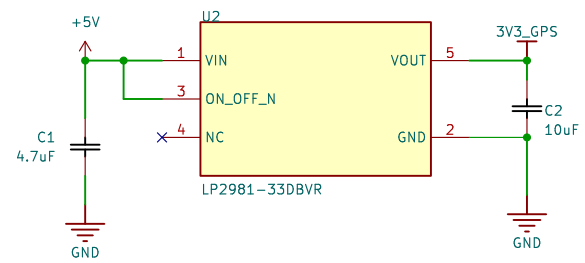 +5V
U2
3V3_GPS
1
VIN
VOUT
5
3
ON_OFF_N
C2
10uF
4
NC
GND
2
C1
4.7uF
LP2981-33DBVR
GND
GND